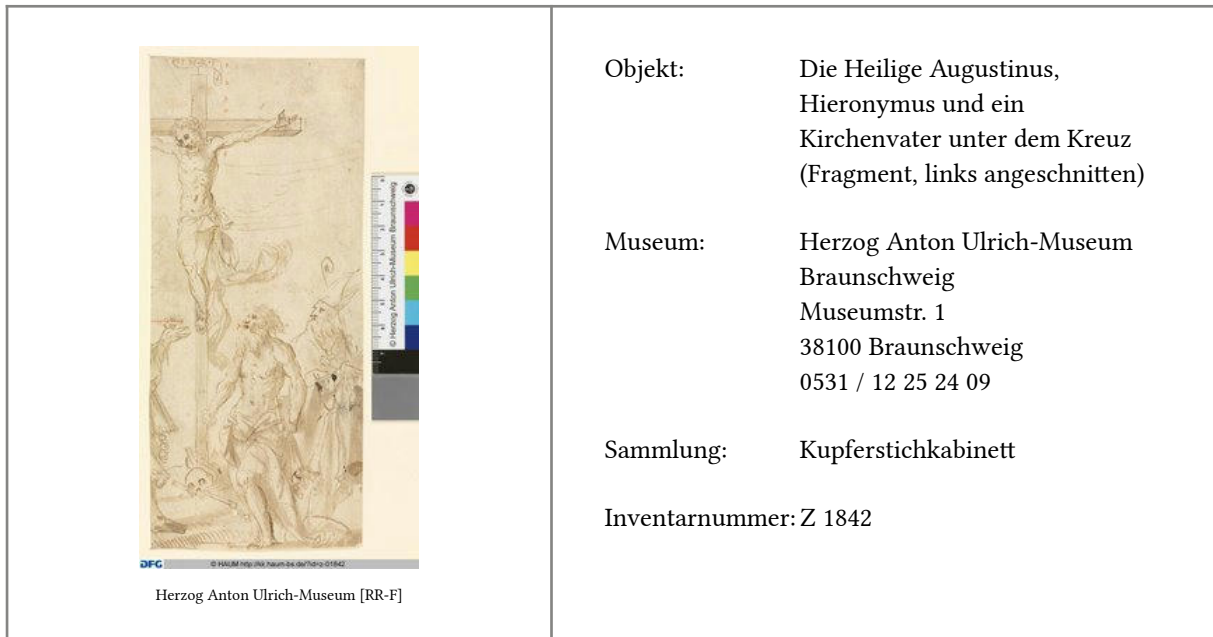 © Herzog Anton Ulrich-Museum Braunschweig
DFG
© HAUM http://kk.haum-bs.de/?id=z-01842
Herzog Anton Ulrich-Museum [RR-F]
Objekt:
Die Heilige Augustinus,
Hieronymus und ein
Kirchenvater unter dem Kreuz
(Fragment, links angeschnitten)
Museum:
Herzog Anton Ulrich-Museum
Braunschweig
Museumstr. 1
38100 Braunschweig
0531 / 12 25 24 09
Sammlung:
Kupferstichkabinett
Inventarnummer: Z 1842